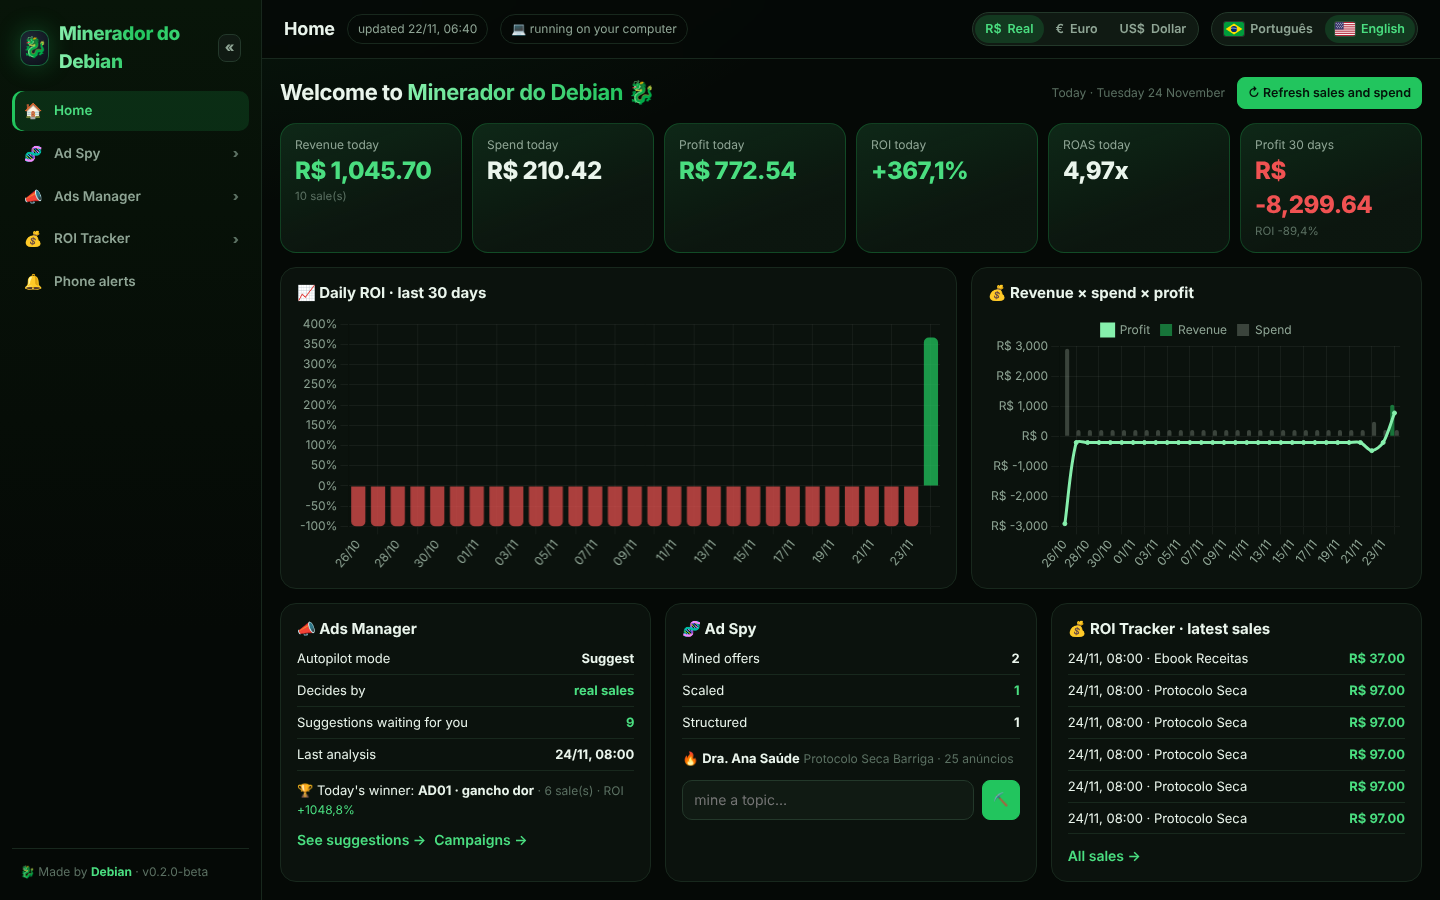 Minerador do
Debian
«
Home
Ad Spy
Ads Manager
ROI Tracker
Phone alerts
Made by Debian · v0.2.0-beta
Home
updated 22/11, 06:40
running on your computer
R$ Real
€ Euro
US$ Dollar
Português
English
Welcome to Minerador do Debian
Today · Tuesday 24 November
↻ Refresh sales and spend
Revenue today
R$ 1,045.70
10 sale(s)
Spend today
R$ 210.42
Profit today
R$ 772.54
ROI today
+367,1%
ROAS today
4,97x
Profit 30 days
R$
-8,299.64
ROI -89,4%
Daily ROI · last 30 days
400%
350%
300%
250%
200%
150%
100%
50%
0%
-50%
-100%
26/10
28/10
30/10
01/11
03/11
05/11
07/11
09/11
11/11
13/11
15/11
17/11
19/11
21/11
23/11
Revenue × spend × profit
Profit
Revenue
Spend
R$ 3,000
R$ 2,000
R$ 1,000
R$ 0
R$ -1,000
R$ -2,000
R$ -3,000
26/10
28/10
30/10
01/11
03/11
05/11
07/11
09/11
11/11
13/11
15/11
17/11
19/11
21/11
23/11
Ads Manager
Autopilot mode Suggest
Decides by real sales
Suggestions waiting for you 9
Last analysis 24/11, 08:00
Today's winner: AD01 · gancho dor · 6 sale(s) · ROI
+1048,8%
See suggestions → Campaigns →
Ad Spy
Mined offers 2
Scaled 1
Structured 1
Dra. Ana Saúde Protocolo Seca Barriga · 25 anúncios
mine a topic...
ROI Tracker · latest sales
24/11, 08:00 · Ebook Receitas R$ 37.00
24/11, 08:00 · Protocolo Seca R$ 97.00
24/11, 08:00 · Protocolo Seca R$ 97.00
24/11, 08:00 · Protocolo Seca R$ 97.00
24/11, 08:00 · Protocolo Seca R$ 97.00
24/11, 08:00 · Protocolo Seca R$ 97.00
All sales →